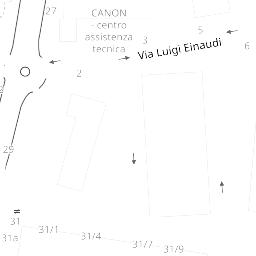 27
CANON
- centro
assistenza
tecnica
3
5
6
Via Luigi Einaudi
2
29
31
31a
31/1
31/4
31/7
31/9